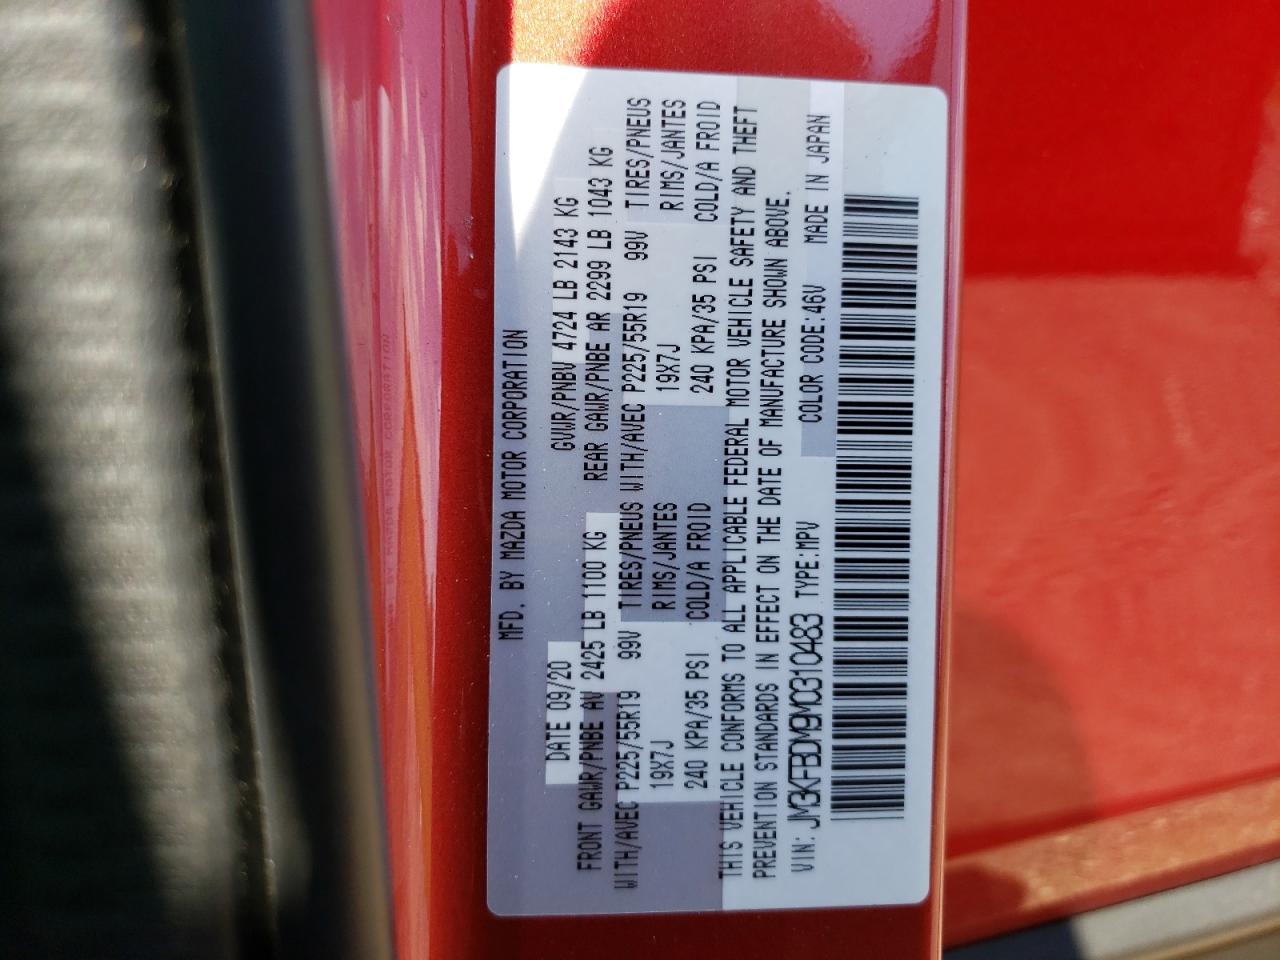 MFD. BY MAZDA MOTOR CORPORATION
DATE 09/20 GVWR/PNBV 4724 LB 2143 KG
FRONT GAWR/PNBE AV 2425 LB 1100 KG REAR GAWR/PNBE AR 2299 LB 1043 KG
WITH/AVEC P225/55R19 99V TIRES/PNEUS WITH/AVEC P225/55R19 99V TIRES/PNEUS
19X7J RIMS/JANTES 19X7J RIMS/JANTES
240 KPA/35 PSI COLD/A FROID 240 KPA/35 PSI COLD/A FROID
THIS VEHICLE CONFORMS TO ALL APPLICABLE FEDERAL MOTOR VEHICLE SAFETY AND THEFT
PREVENTION STANDARDS IN EFFECT ON THE DATE OF MANUFACTURE SHOWN ABOVE.
VIN: JM3KFBDM9M0310483 TYPE:MPV COLOR CODE:46V MADE IN JAPAN